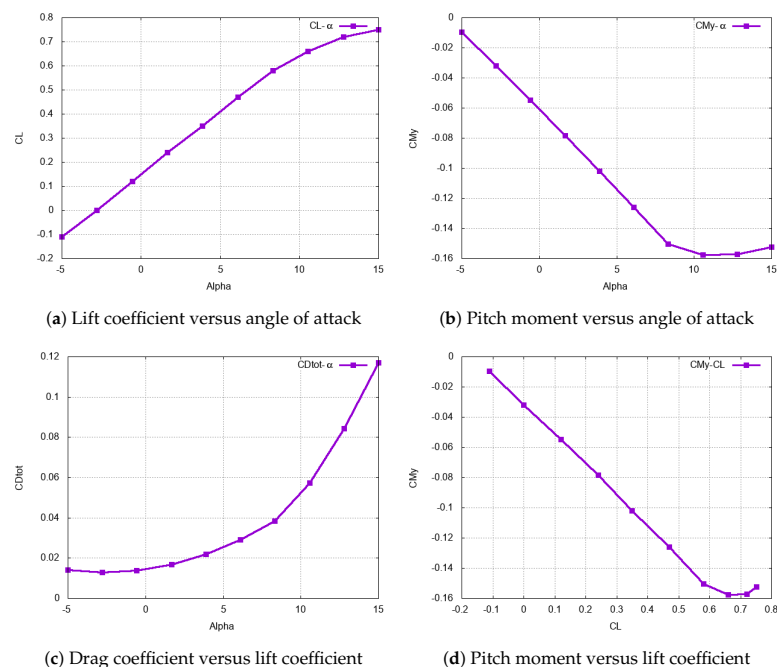 0.8
0.7
0.6
0.5
0.4
0.3
0.2
0.1
0
-0.1
-0.2
CL
CL-α
-5 0 5 10 15
Alpha
(a) Lift coefficient versus angle of attack
0
-0.02
-0.04
-0.06
-0.08
-0.1
-0.12
-0.14
-0.16
CMy
CMy-α
-5 0 5 10 15
Alpha
(b) Pitch moment versus angle of attack
0.12
0.1
0.08
0.06
0.04
0.02
0
CDtot
CDtot-α
-5 0 5 10 15
Alpha
(c) Drag coefficient versus lift coefficient
0
-0.02
-0.04
-0.06
-0.08
-0.1
-0.12
-0.14
-0.16
CMy
CMy-CL
-0.2 -0.1 0 0.1 0.2 0.3 0.4 0.5 0.6 0.7 0.8
CL
(d) Pitch moment versus lift coefficient